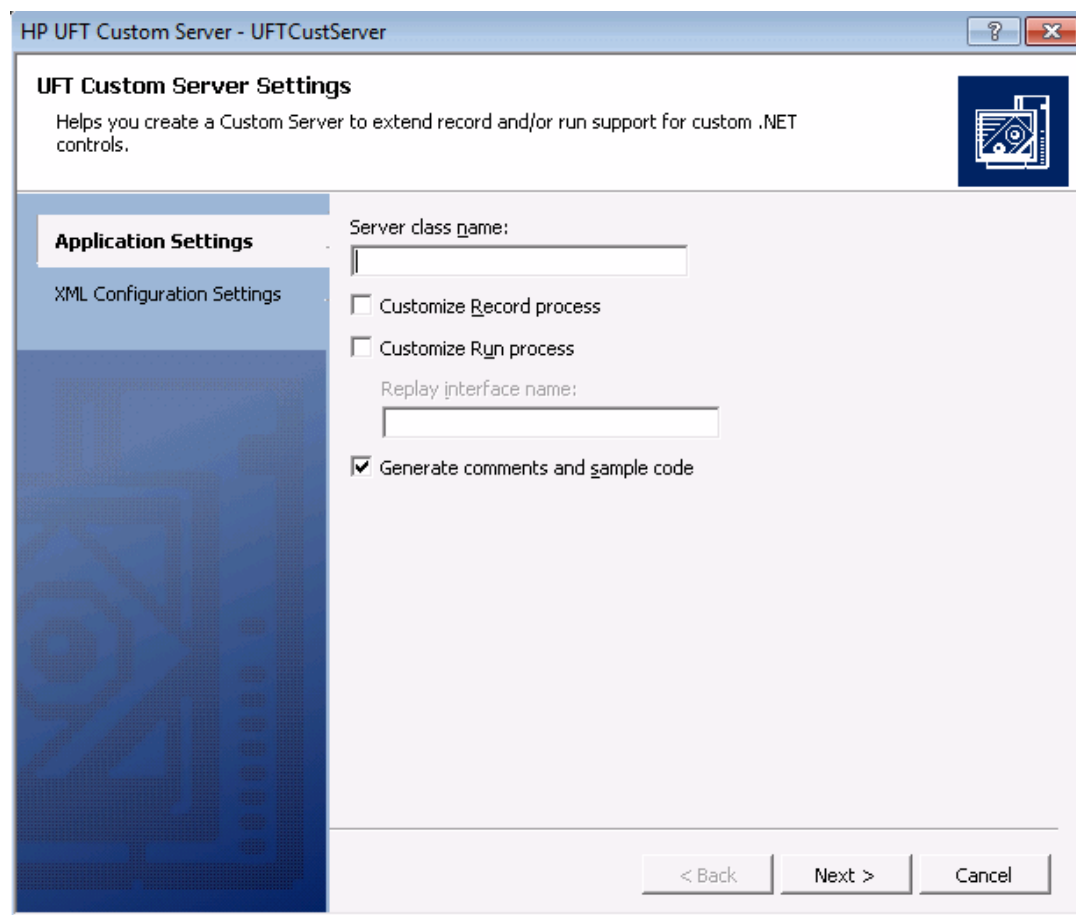 HP UFT Custom Server - UFTCustServer
UFT Custom Server Settings
Helps you create a Custom Server to extend record and/or run support for custom .NET
controls.
Application Settings
XML Configuration Settings
Server class name:
Customize Record process
Customize Run process
Replay interface name:
Generate comments and sample code
< Back
Next >
Cancel